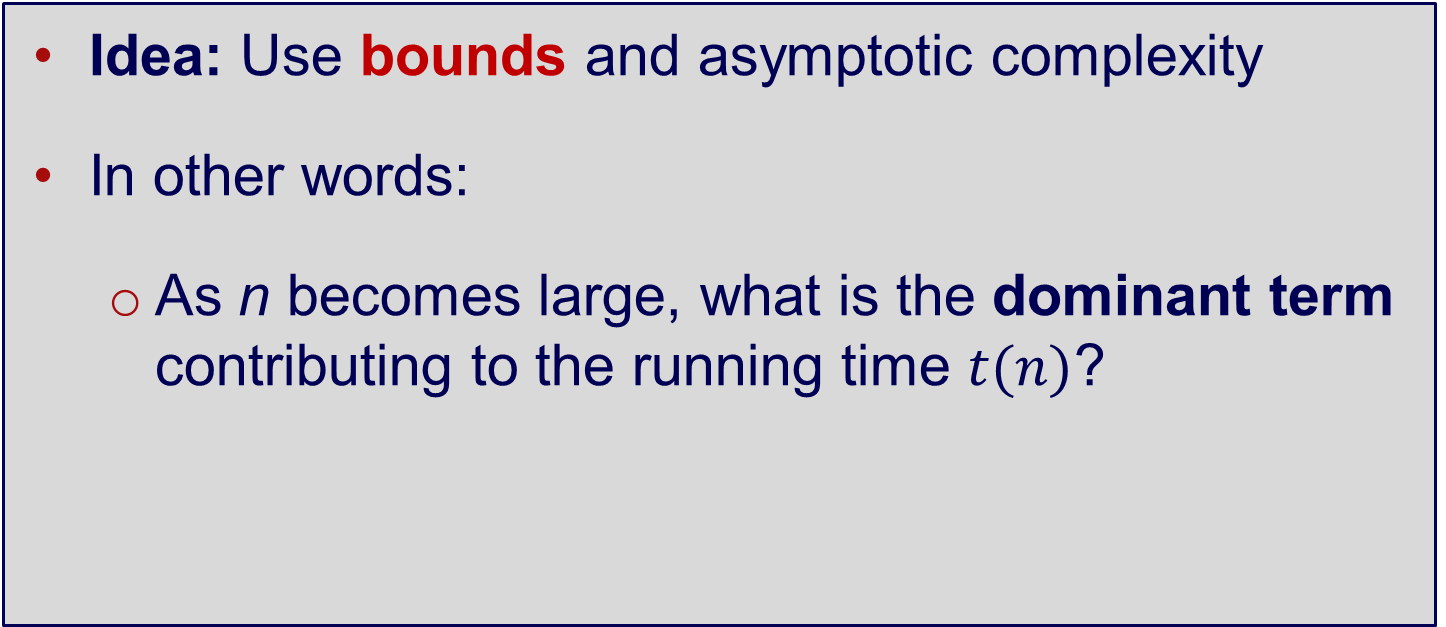 • Idea: Use bounds and asymptotic complexity
• In other words:
o As n becomes large, what is the dominant term
contributing to the running time 𝑡(𝑛)?